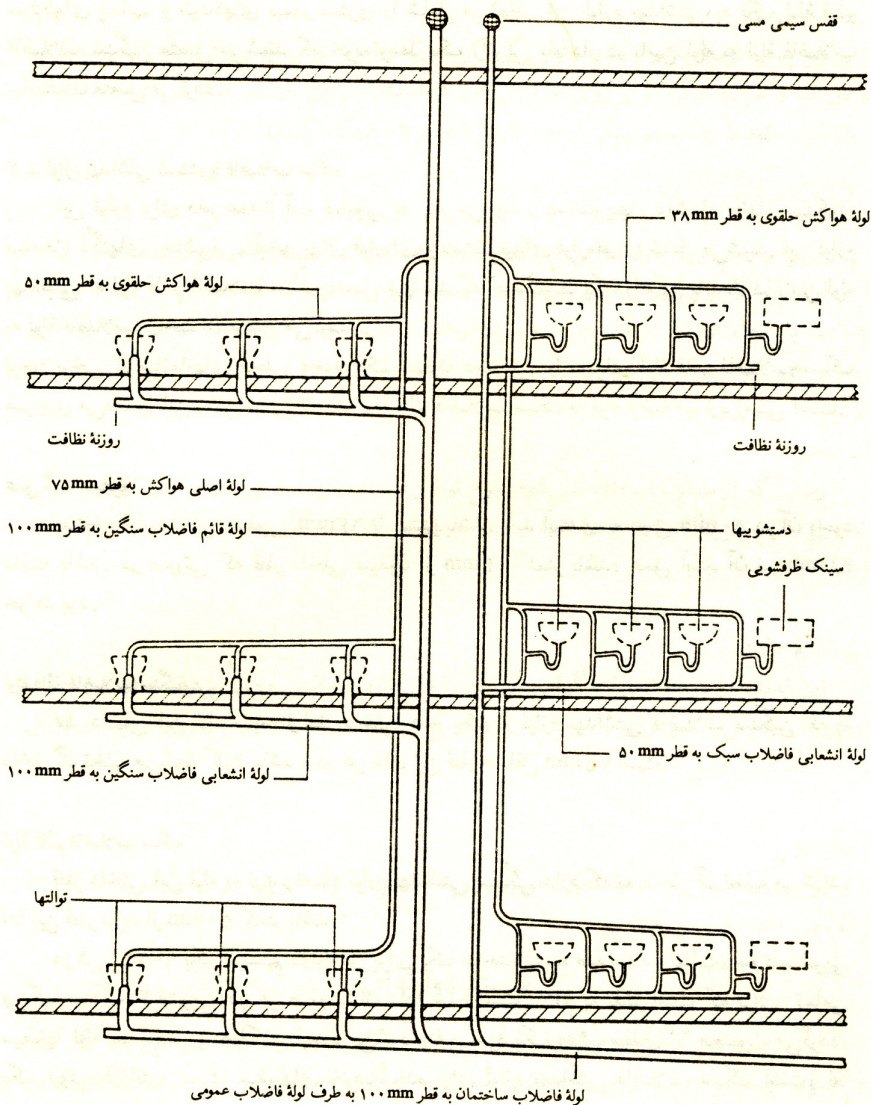 قفس سیمی مسی
لولهٔ هواکش حلقوی به قطر ۳۸mm
لولهٔ هواکش حلقوی به قطر ۵۰mm
روزنهٔ نظافت
روزنهٔ نظافت
لولهٔ اصلی هواکش به قطر ۷۵mm
لولهٔ قائم فاضلاب سنگین به قطر ۱۰۰mm
دستشوییها
سینک ظرفشویی
لولهٔ انشعابی فاضلاب سبک به قطر ۵۰mm
لولهٔ انشعابی فاضلاب سنگین به قطر ۱۰۰mm
توالتها
لولهٔ فاضلاب ساختمان به قطر ۱۰۰mm به طرف لولهٔ فاضلاب عمومی